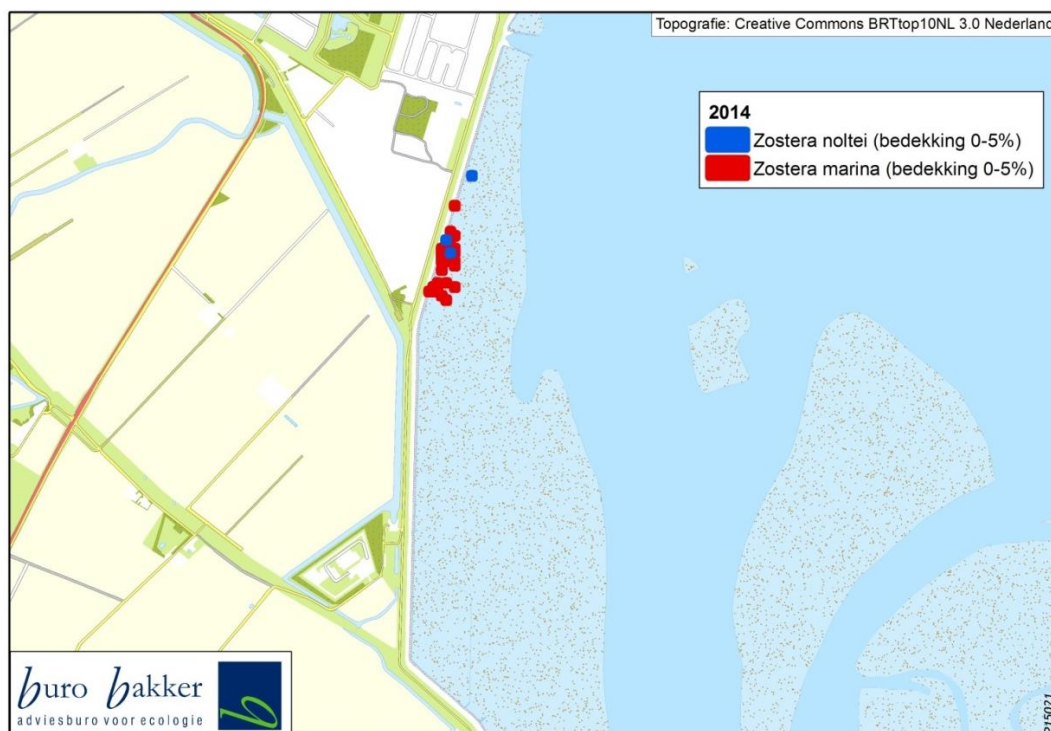 Topografie: Creative Commons BRTtop10NL 3.0 Nederland
2014
Zostera noltei (bedekking 0-5%)
Zostera marina (bedekking 0-5%)
buro bakker
adviesburo voor ecologie
P15021